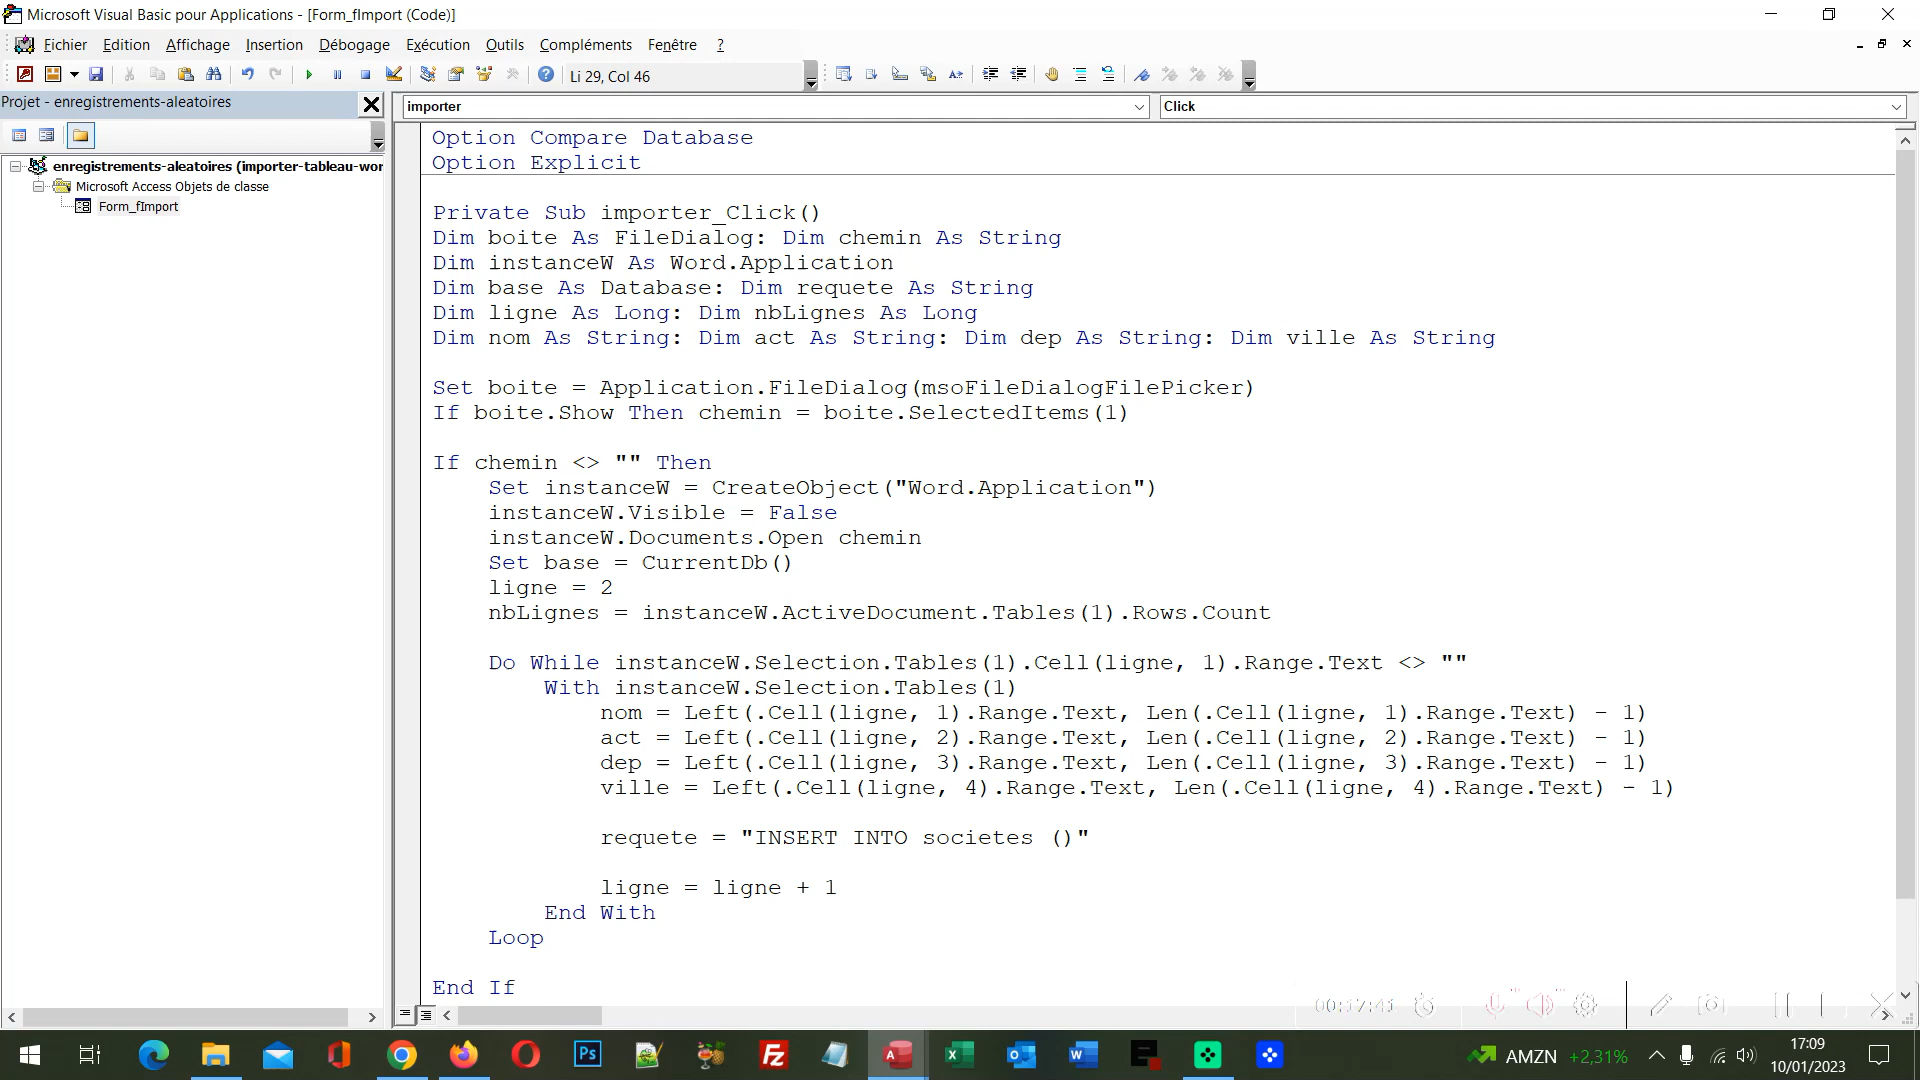 Microsoft Visual Basic pour Applications - [Form_fImport (Code)]
Fichier Edition Affichage Insertion Débogage Exécution Outils Compléments Fenêtre ?
Li 29, Col 46
Projet - enregistrements-aleatoires
importer
Click
enregistrements-aleatoires (importer-tableau-wor
Microsoft Access Objets de classe
Form_fImport
Option Compare Database
Option Explicit
Private Sub importer_Click()
Dim boite As FileDialog: Dim chemin As String
Dim instanceW As Word.Application
Dim base As Database: Dim requete As String
Dim ligne As Long: Dim nbLignes As Long
Dim nom As String: Dim act As String: Dim dep As String: Dim ville As String
Set boite = Application.FileDialog(msoFileDialogFilePicker)
If boite.Show Then chemin = boite.SelectedItems(1)
If chemin <> "" Then
Set instanceW = CreateObject("Word.Application")
instanceW.Visible = False
instanceW.Documents.Open chemin
Set base = CurrentDb()
ligne = 2
nbLignes = instanceW.ActiveDocument.Tables(1).Rows.Count
Do While instanceW.Selection.Tables(1).Cell(ligne, 1).Range.Text <> ""
With instanceW.Selection.Tables(1)
nom = Left(.Cell(ligne, 1).Range.Text, Len(.Cell(ligne, 1).Range.Text) - 1)
act = Left(.Cell(ligne, 2).Range.Text, Len(.Cell(ligne, 2).Range.Text) - 1)
dep = Left(.Cell(ligne, 3).Range.Text, Len(.Cell(ligne, 3).Range.Text) - 1)
ville = Left(.Cell(ligne, 4).Range.Text, Len(.Cell(ligne, 4).Range.Text) - 1)
requete = "INSERT INTO societes ()"
ligne = ligne + 1
End With
Loop
End If
00:17:41
AMZN +2,31%
17:09
10/01/2023